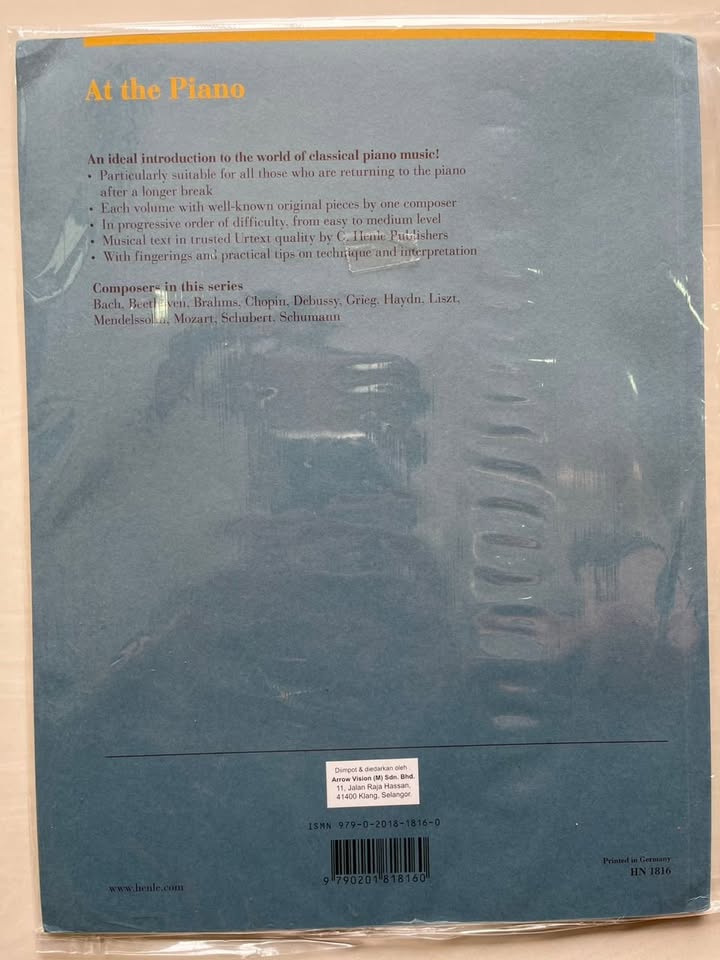 At the Piano
An ideal introduction to the world of classical piano music!
• Particularly suitable for all those who are returning to the piano
after a longer break
• Each volume with well-known original pieces by one composer
• In progressive order of difficulty, from easy to medium level
• Musical text in trusted Urtext quality by G. Henle Publishers
• With fingerings and practical tips on technique and interpretation
Composers in this series
Bach, Beethoven, Brahms, Chopin, Debussy, Grieg, Haydn, Liszt,
Mendelssohn, Mozart, Schubert, Schumann
Diimpot & diedarkan oleh :
Arrow Vision (M) Sdn. Bhd.
11, Jalan Raja Hassan,
41400 Klang, Selangor.
ISMN 979-0-2018-1816-0
9 790201 818160
www.henle.com
Printed in Germany
HN 1816